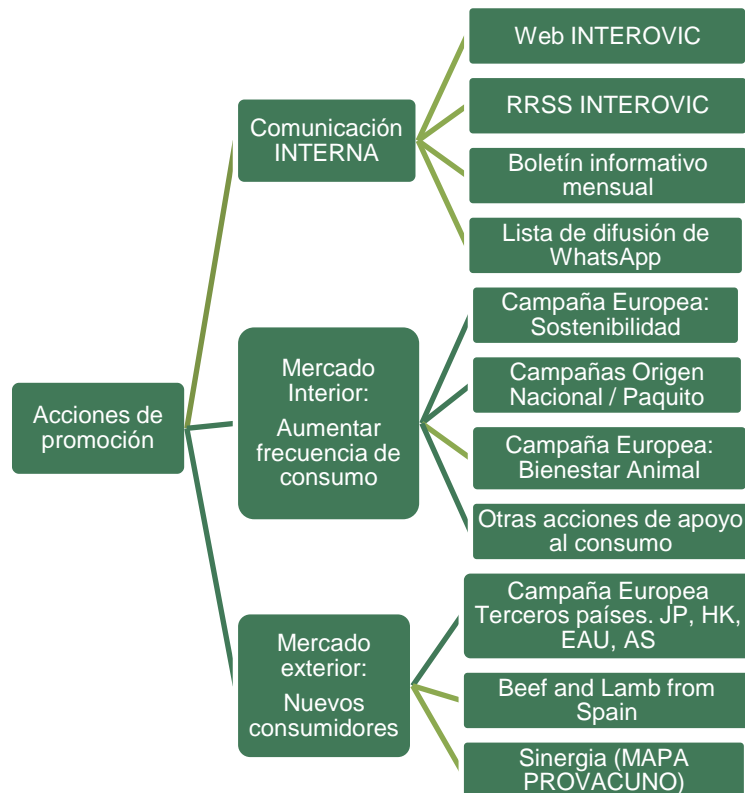 Acciones de
promoción
Comunicación
INTERNA
Web INTEROVIC
RRSS INTEROVIC
Boletín informativo
mensual
Lista de difusión de
WhatsApp
Mercado
Interior:
Aumentar
frecuencia de
consumo
Campaña Europea:
Sostenibilidad
Campañas Origen
Nacional / Paquito
Campaña Europea:
Bienestar Animal
Otras acciones de apoyo
al consumo
Mercado
exterior:
Nuevos
consumidores
Campaña Europea
Terceros países. JP, HK,
EAU, AS
Beef and Lamb from
Spain
Sinergia (MAPA
PROVACUNO)